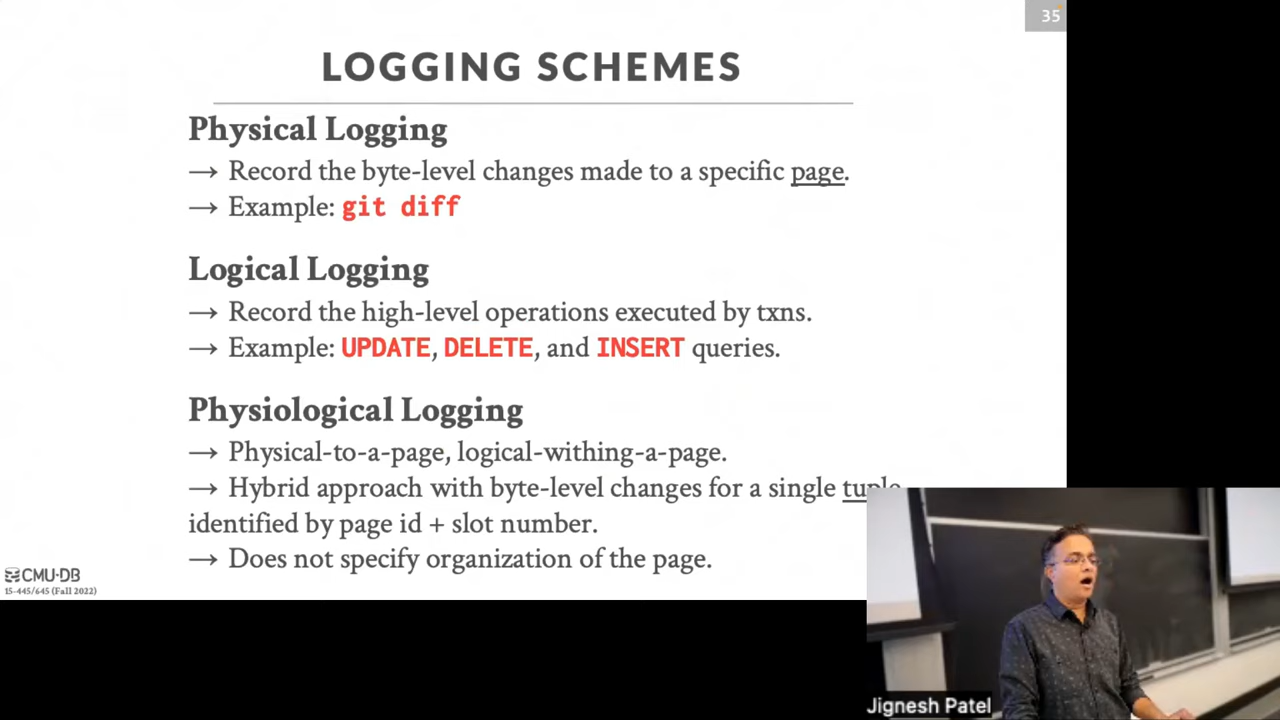 35
LOGGING SCHEMES
Physical Logging
→ Record the byte-level changes made to a specific page.
→ Example: git diff
Logical Logging
→ Record the high-level operations executed by txns.
→ Example: UPDATE, DELETE, and INSERT queries.
Physiological Logging
→ Physical-to-a-page, logical-withing-a-page.
→ Hybrid approach with byte-level changes for a single tuple
identified by page id + slot number.
→ Does not specify organization of the page.
CMU·DB
15-445/645 (Fall 2022)
Jignesh Patel